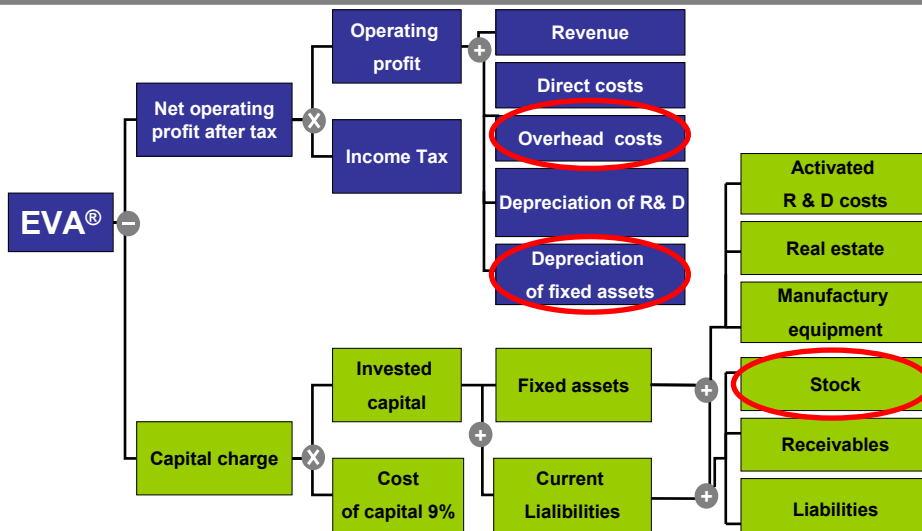 Operating
profit
Revenue
Direct costs
Net operating
profit after tax
X
+
Overhead costs
Income Tax
Depreciation of R& D
EVA®
−
Depreciation
of fixed assets
Activated
R & D costs
Real estate
Manufactury
equipment
Invested
capital
Fixed assets
+
Stock
+
Capital charge
X
Receivables
Cost
of capital 9%
Current
Lialibilities
+
Liabilities